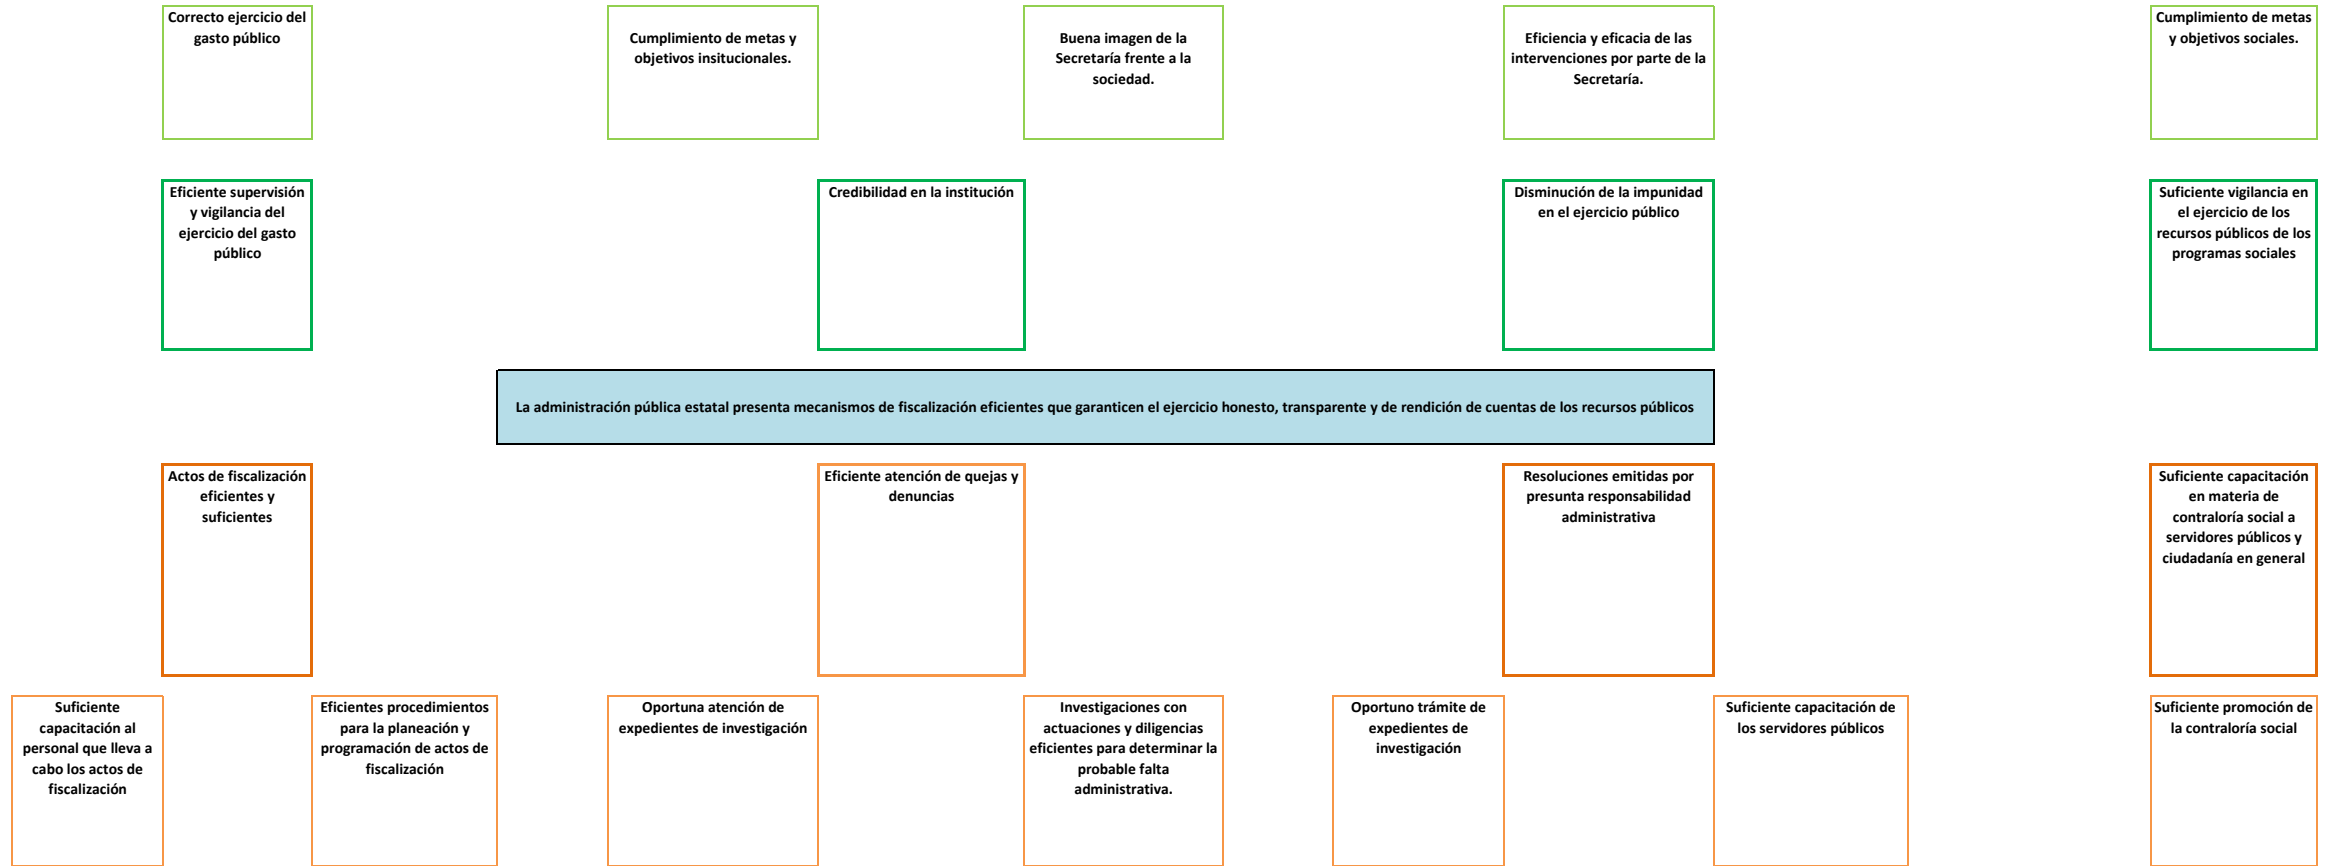 Correcto ejercicio del
gasto público
Cumplimiento de metas y
objetivos insitucionales.
Buena imagen de la
Secretaría frente a la
sociedad.
Eficiencia y eficacia de las
intervenciones por parte de la
Secretaría.
Cumplimiento de metas
y objetivos sociales.
Eficiente supervisión
y vigilancia del
ejercicio del gasto
público
Credibilidad en la institución
Disminución de la impunidad
en el ejercicio público
Suficiente vigilancia en
el ejercicio de los
recursos públicos de los
programas sociales
La administración pública estatal presenta mecanismos de fiscalización eficientes que garanticen el ejercicio honesto, transparente y de rendición de cuentas de los recursos públicos
Actos de fiscalización
eficientes y
suficientes
Eficiente atención de quejas y
denuncias
Resoluciones emitidas por
presunta responsabilidad
administrativa
Suficiente capacitación
en materia de
contraloría social a
servidores públicos y
ciudadanía en general
Suficiente
capacitación al
personal que lleva a
cabo los actos de
fiscalización
Eficientes procedimientos
para la planeación y
programación de actos de
fiscalización
Oportuna atención de
expedientes de investigación
Investigaciones con
actuaciones y diligencias
eficientes para determinar la
probable falta
administrativa.
Oportuno trámite de
expedientes de
investigación
Suficiente capacitación de
los servidores públicos
Suficiente promoción de
la contraloría social